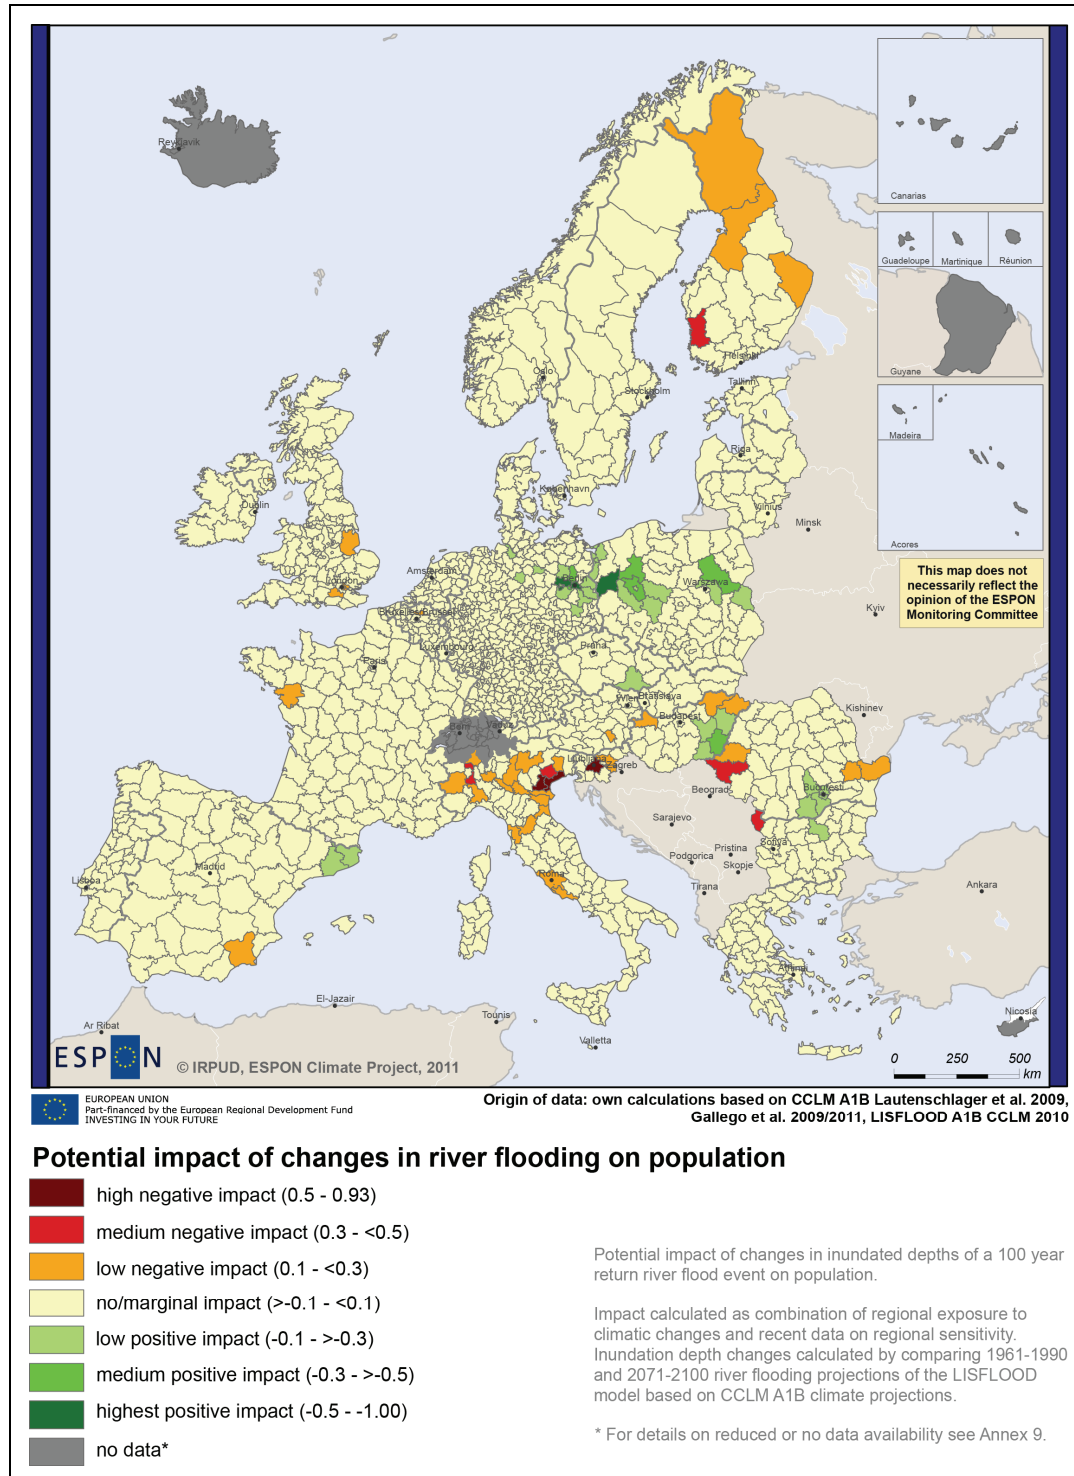 Reykjavik
Canarias
Guadeloupe
Martinique
Réunion
Guyane
Madeira
Acores
This map does not
necessarily reflect the
opinion of the ESPON
Monitoring Committee
Oslo
Helsinki
Stockholm
Tallinn
Riga
København
Vilnius
Minsk
Dublin
London
Amsterdam
Berlin
Warszawa
Kyiv
Bruxelles/Brussel
Luxembourg
Praha
Paris
Wien
Bratislava
Budapest
Kishinev
Bern
Vaduz
Ljubljana
Zagreb
Beograd
Bucuresti
Sarajevo
Sofiya
Pristina
Podgorica
Skopje
Tirana
Roma
Madrid
Lisboa
Ankara
Athinai
El-Jazair
Tounis
Ar Ribat
Valletta
Nicosia
0 250 500
km
ESPON
© IRPUD, ESPON Climate Project, 2011
EUROPEAN UNION
Part-financed by the European Regional Development Fund
INVESTING IN YOUR FUTURE
Origin of data: own calculations based on CCLM A1B Lautenschlager et al. 2009,
Gallego et al. 2009/2011, LISFLOOD A1B CCLM 2010
Potential impact of changes in river flooding on population
high negative impact (0.5 - 0.93)
medium negative impact (0.3 - <0.5)
low negative impact (0.1 - <0.3)
no/marginal impact (>-0.1 - <0.1)
low positive impact (-0.1 - >-0.3)
medium positive impact (-0.3 - >-0.5)
highest positive impact (-0.5 - -1.00)
no data*
Potential impact of changes in inundated depths of a 100 year
return river flood event on population.
Impact calculated as combination of regional exposure to
climatic changes and recent data on regional sensitivity.
Inundation depth changes calculated by comparing 1961-1990
and 2071-2100 river flooding projections of the LISFLOOD
model based on CCLM A1B climate projections.
* For details on reduced or no data availability see Annex 9.